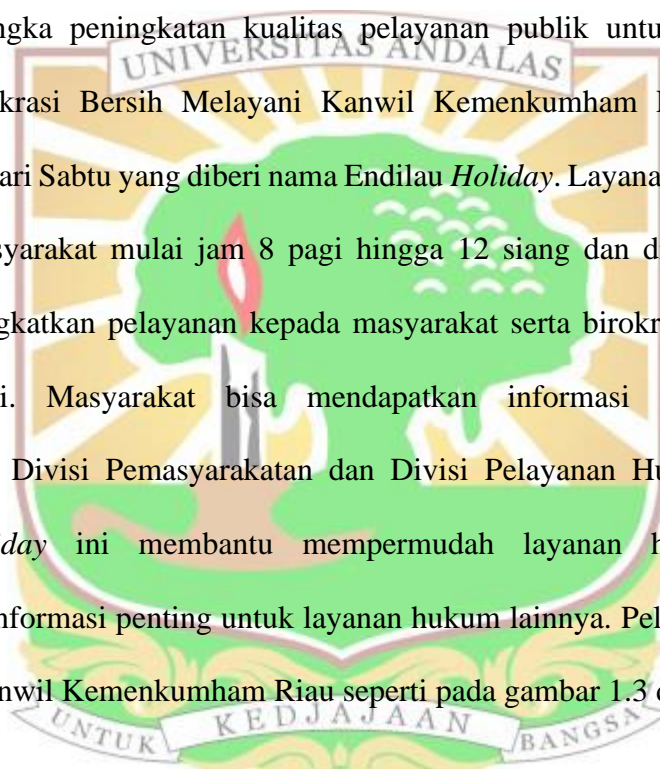 ngka peningkatan kualitas pelayanan publik untu
UNIVERSITAS ANDALAS
krasi Bersih Melayani Kanwil Kemenkumham
ari Sabtu yang diberi nama Endilau Holiday. Layana
syarakat mulai jam 8 pagi hingga 12 siang dan d
gkatkan pelayanan kepada masyarakat serta birokr
i. Masyarakat bisa mendapatkan informasi
Divisi Pemasyarakatan dan Divisi Pelayanan Hu
iday ini membantu mempermudah layanan h
nformasi penting untuk layanan hukum lainnya. Pel
nwil Kemenkumham Riau seperti pada gambar 1.3
UNTUK KEDJAJAAN BANGSA